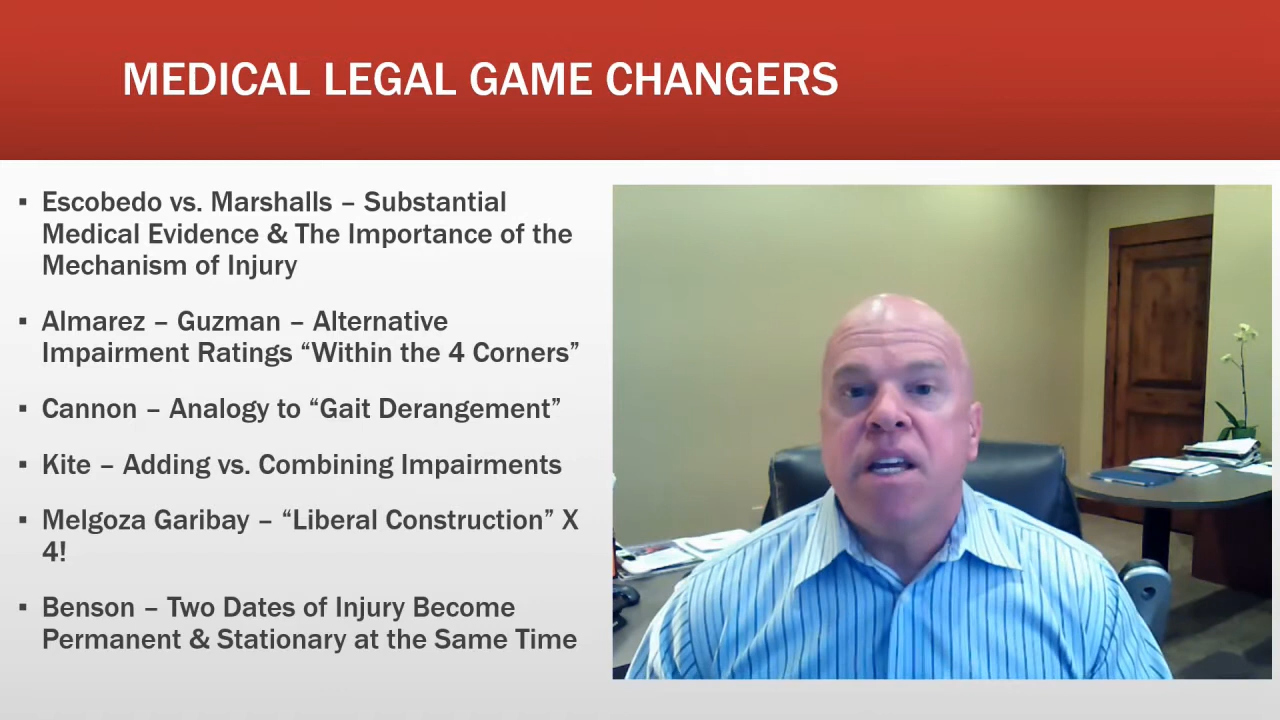 MEDICAL LEGAL GAME CHANGERS
▪ Escobedo vs. Marshalls – Substantial
Medical Evidence & The Importance of the
Mechanism of Injury
▪ Almarez – Guzman – Alternative
Impairment Ratings “Within the 4 Corners”
▪ Cannon – Analogy to “Gait Derangement”
▪ Kite – Adding vs. Combining Impairments
▪ Melgoza Garibay – “Liberal Construction” X
4!
▪ Benson – Two Dates of Injury Become
Permanent & Stationary at the Same Time